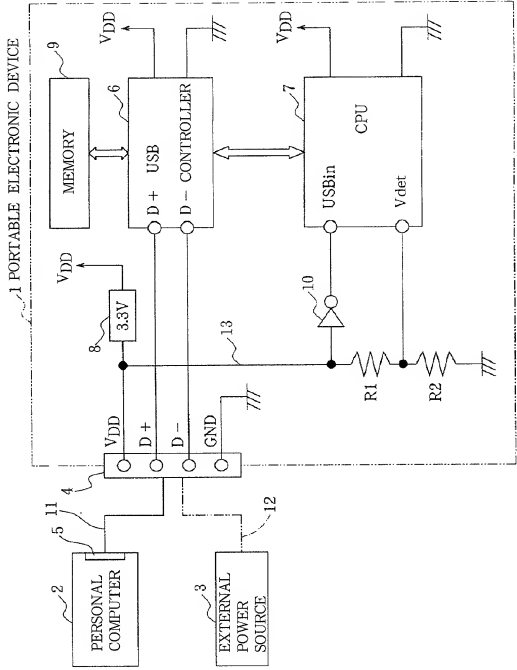 1 PORTABLE ELECTRONIC DEVICE
9
MEMORY
6
USB
CONTROLLER
D+
D-
VDD
7
CPU
USBin
Vdet
VDD
VDD
8
3.3V
13
10
R1
R2
4
VDD
D+
D-
GND
11
5
2
PERSONAL
COMPUTER
12
3
EXTERNAL
POWER
SOURCE